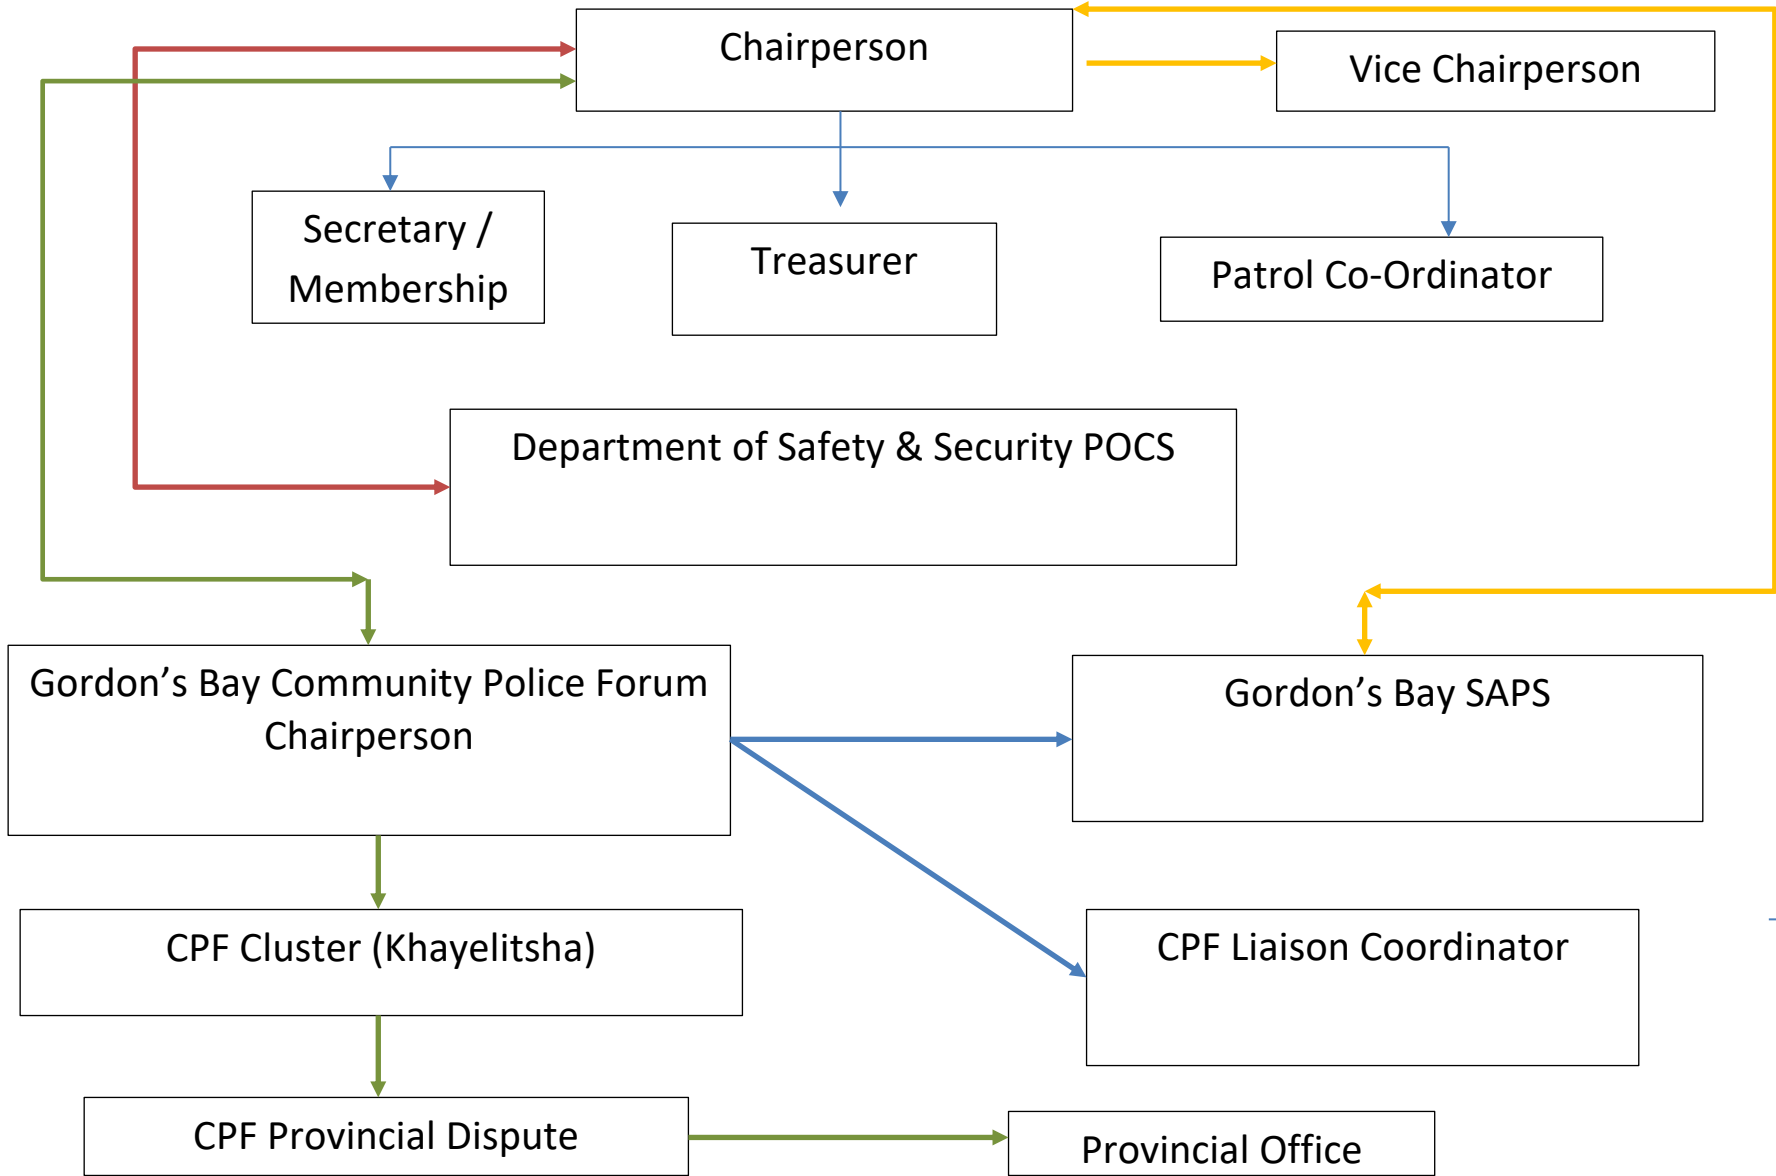 Chairperson
Vice Chairperson
Secretary /
Membership
Treasurer
Patrol Co-Ordinator
Department of Safety & Security POCS
Gordon’s Bay Community Police Forum
Chairperson
Gordon’s Bay SAPS
CPF Cluster (Khayelitsha)
CPF Liaison Coordinator
CPF Provincial Dispute
Provincial Office